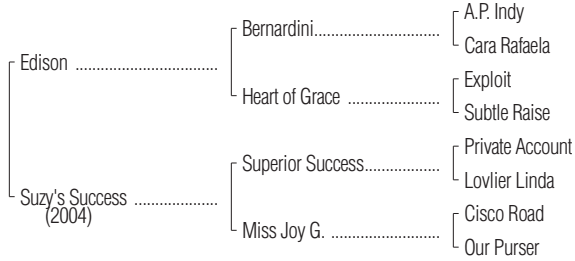 A.P. Indy
Bernardini..................................
Cara Rafaela
Edison ..................................
Exploit
Heart of Grace .........................
Subtle Raise
Private Account
Superior Success....................
Lovlier Linda
Suzy's Success ....................
(2004)
Cisco Road
Miss Joy G. .............................
Our Purser